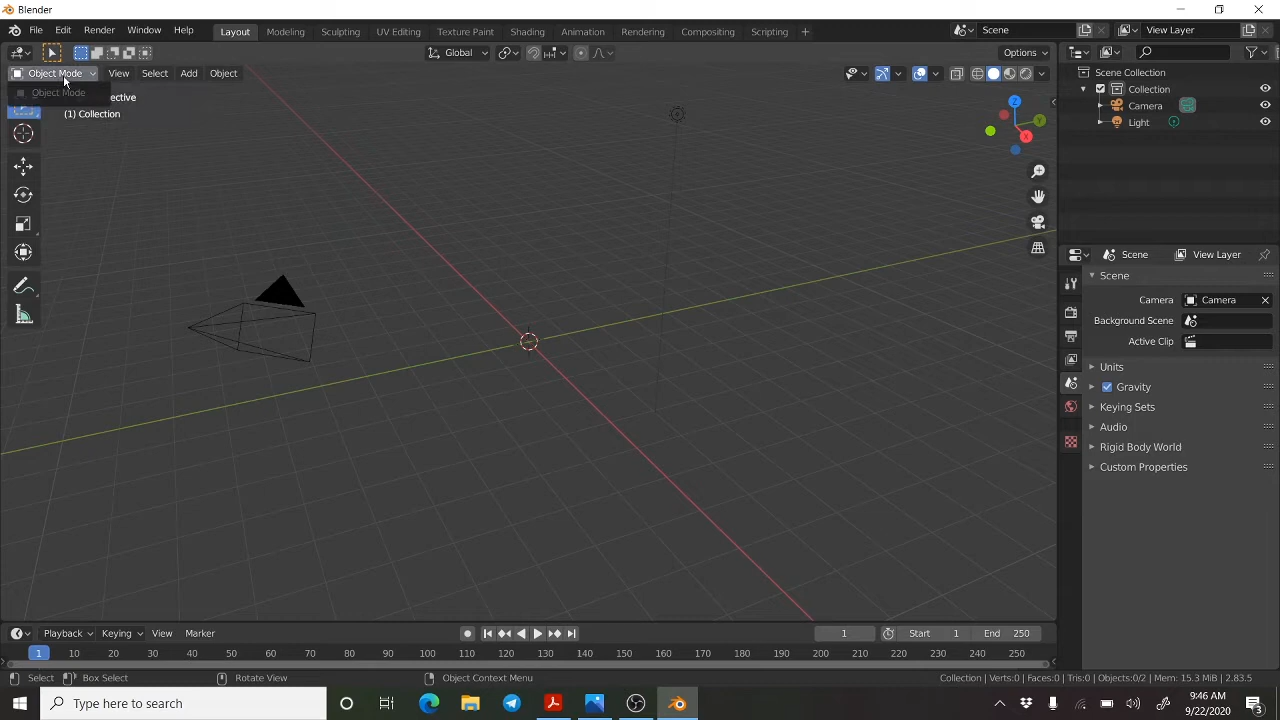 Blender
File Edit Render Window Help
Layout Modeling Sculpting UV Editing Texture Paint Shading Animation Rendering Compositing Scripting +
Scene View Layer
Global Options
Object Mode View Select Add Object
Object Mode
ective
(1) Collection
Z
Y
X
Scene Collection
Collection
Camera
Light
Scene View Layer
Scene
Camera Camera
Background Scene
Active Clip
Units
Gravity
Keying Sets
Audio
Rigid Body World
Custom Properties
Playback Keying View Marker 1 Start 1 End 250
1 10 20 30 40 50 60 70 80 90 100 110 120 130 140 150 160 170 180 190 200 210 220 230 240 250
Select Box Select Rotate View Object Context Menu Collection | Verts:0 | Faces:0 | Tris:0 | Objects:0/2 | Mem: 15.3 MiB | 2.83.5
Type here to search
9:46 AM
9/22/2020
3